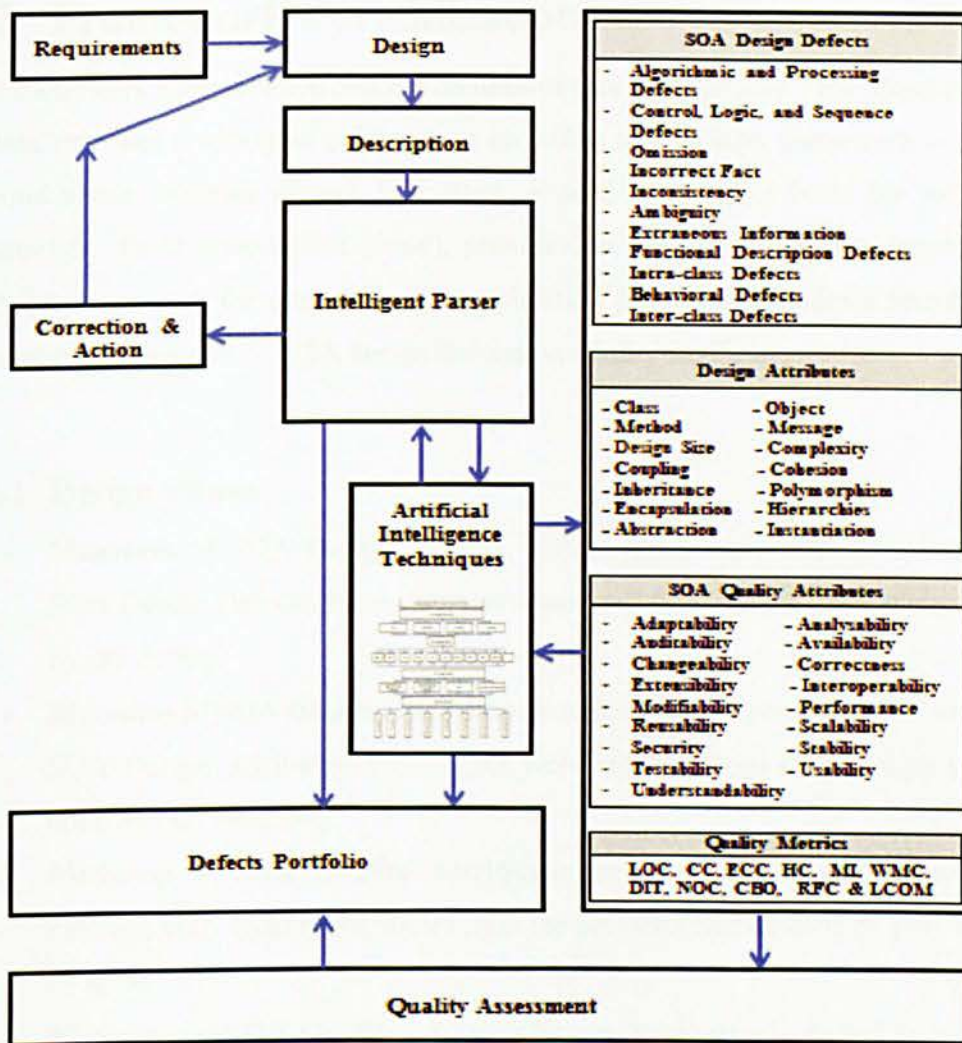 Requirements
Design
Description
Intelligent Parser
Correction &
Action
Artificial
Intelligence
Techniques
Defects Portfolio
Quality Assessment
SOA Design Defects
- Algorithmic and Processing
Defects
- Control, Logic, and Sequence
Defects
- Omission
- Incorrect Fact
- Inconsistency
- Ambiguity
- Extraneous Information
- Functional Description Defects
- Intra-class Defects
- Behavioral Defects
- Inter-class Defects
Design Attributes
- Class - Object
- Method - Message
- Design Size - Complexity
- Coupling - Cohesion
- Inheritance - Polymorphism
- Encapsulation - Hierarchies
- Abstraction - Instantiation
SOA Quality Attributes
- Adaptability - Analysability
- Auditability - Availability
- Changeability - Correctness
- Extensibility - Interoperability
- Modifiability - Performance
- Reusability - Scalability
- Security - Stability
- Testability - Usability
- Understandability
Quality Metrics
LOC, CC, ECC, HC, MI, WMC,
DIT, NOC, CBO, RFC & LCOM